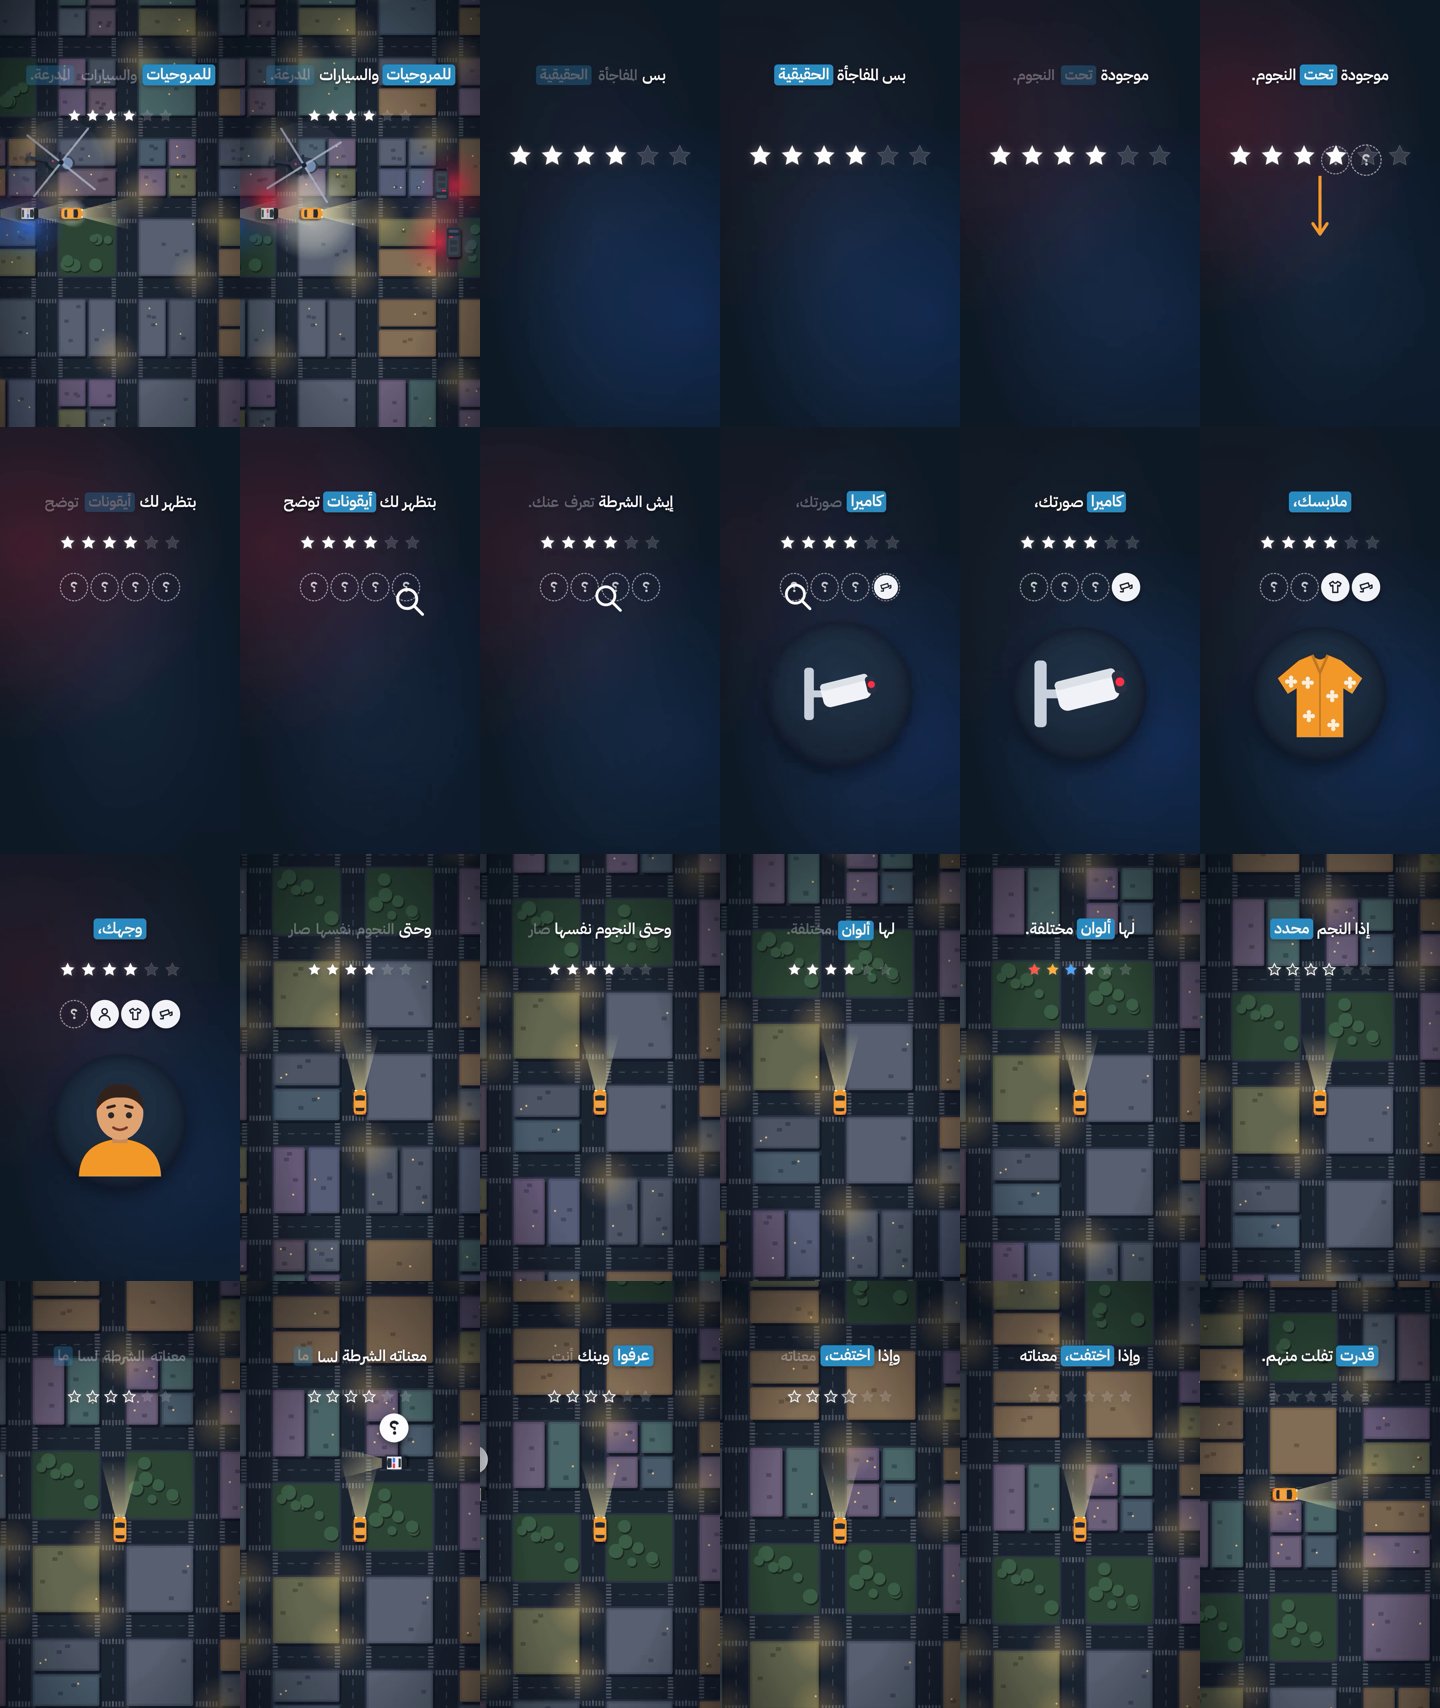 للمروحيات والسيارات المدرعة.
للمروحيات والسيارات المدرعة.
بس المفاجأة الحقيقية
بس المفاجأة الحقيقية
موجودة تحت النجوم.
موجودة تحت النجوم.
؟
بتظهر لك أيقونات توضح
؟ ؟ ؟ ؟
بتظهر لك أيقونات توضح
؟ ؟ ؟ ؟
إيش الشرطة تعرف عنك.
؟ ؟ ؟ ؟
كاميرا صورتك،
؟ ؟
كاميرا صورتك،
؟ ؟ ؟
ملابسك،
؟ ؟
وجهك،
؟
وحتى النجوم نفسها صار
وحتى النجوم نفسها صار
لها ألوان مختلفة.
لها ألوان مختلفة.
إذا النجم محدد
معناته الشرطة لسا ما
معناته الشرطة لسا ما
؟
عرفوا وينك أنت.
وإذا اختفت، معناته
وإذا اختفت، معناته
قدرت تفلت منهم.